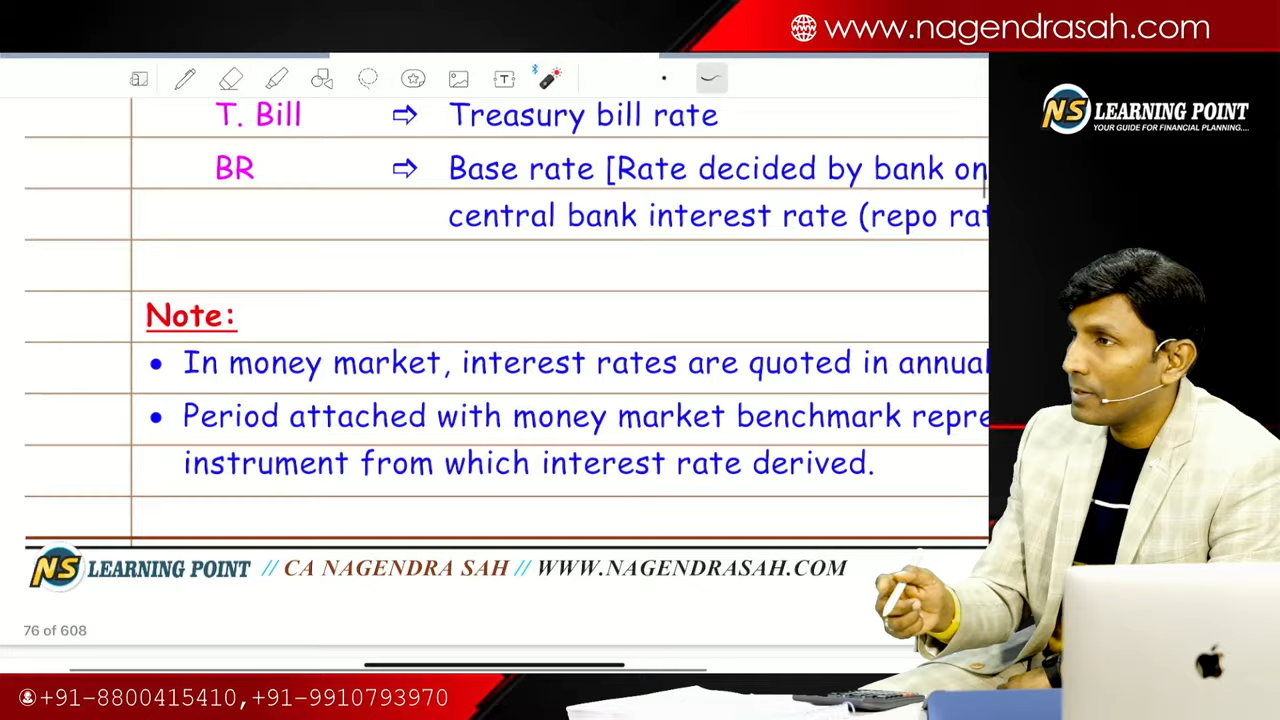 www.nagendrasah.com
NS LEARNING POINT
YOUR GUIDE FOR FINANCIAL PLANNING....
T. Bill ⇨ Treasury bill rate
BR ⇨ Base rate [Rate decided by bank on
central bank interest rate (repo
Note:
• In money market, interest rates are quoted in annual
• Period attached with money market benchmark
instrument from which interest rate derived.
NS LEARNING POINT // CA NAGENDRA SAH // WWW.NAGENDRASAH.COM
76 of 608
+91-8800415410,+91-9910793970